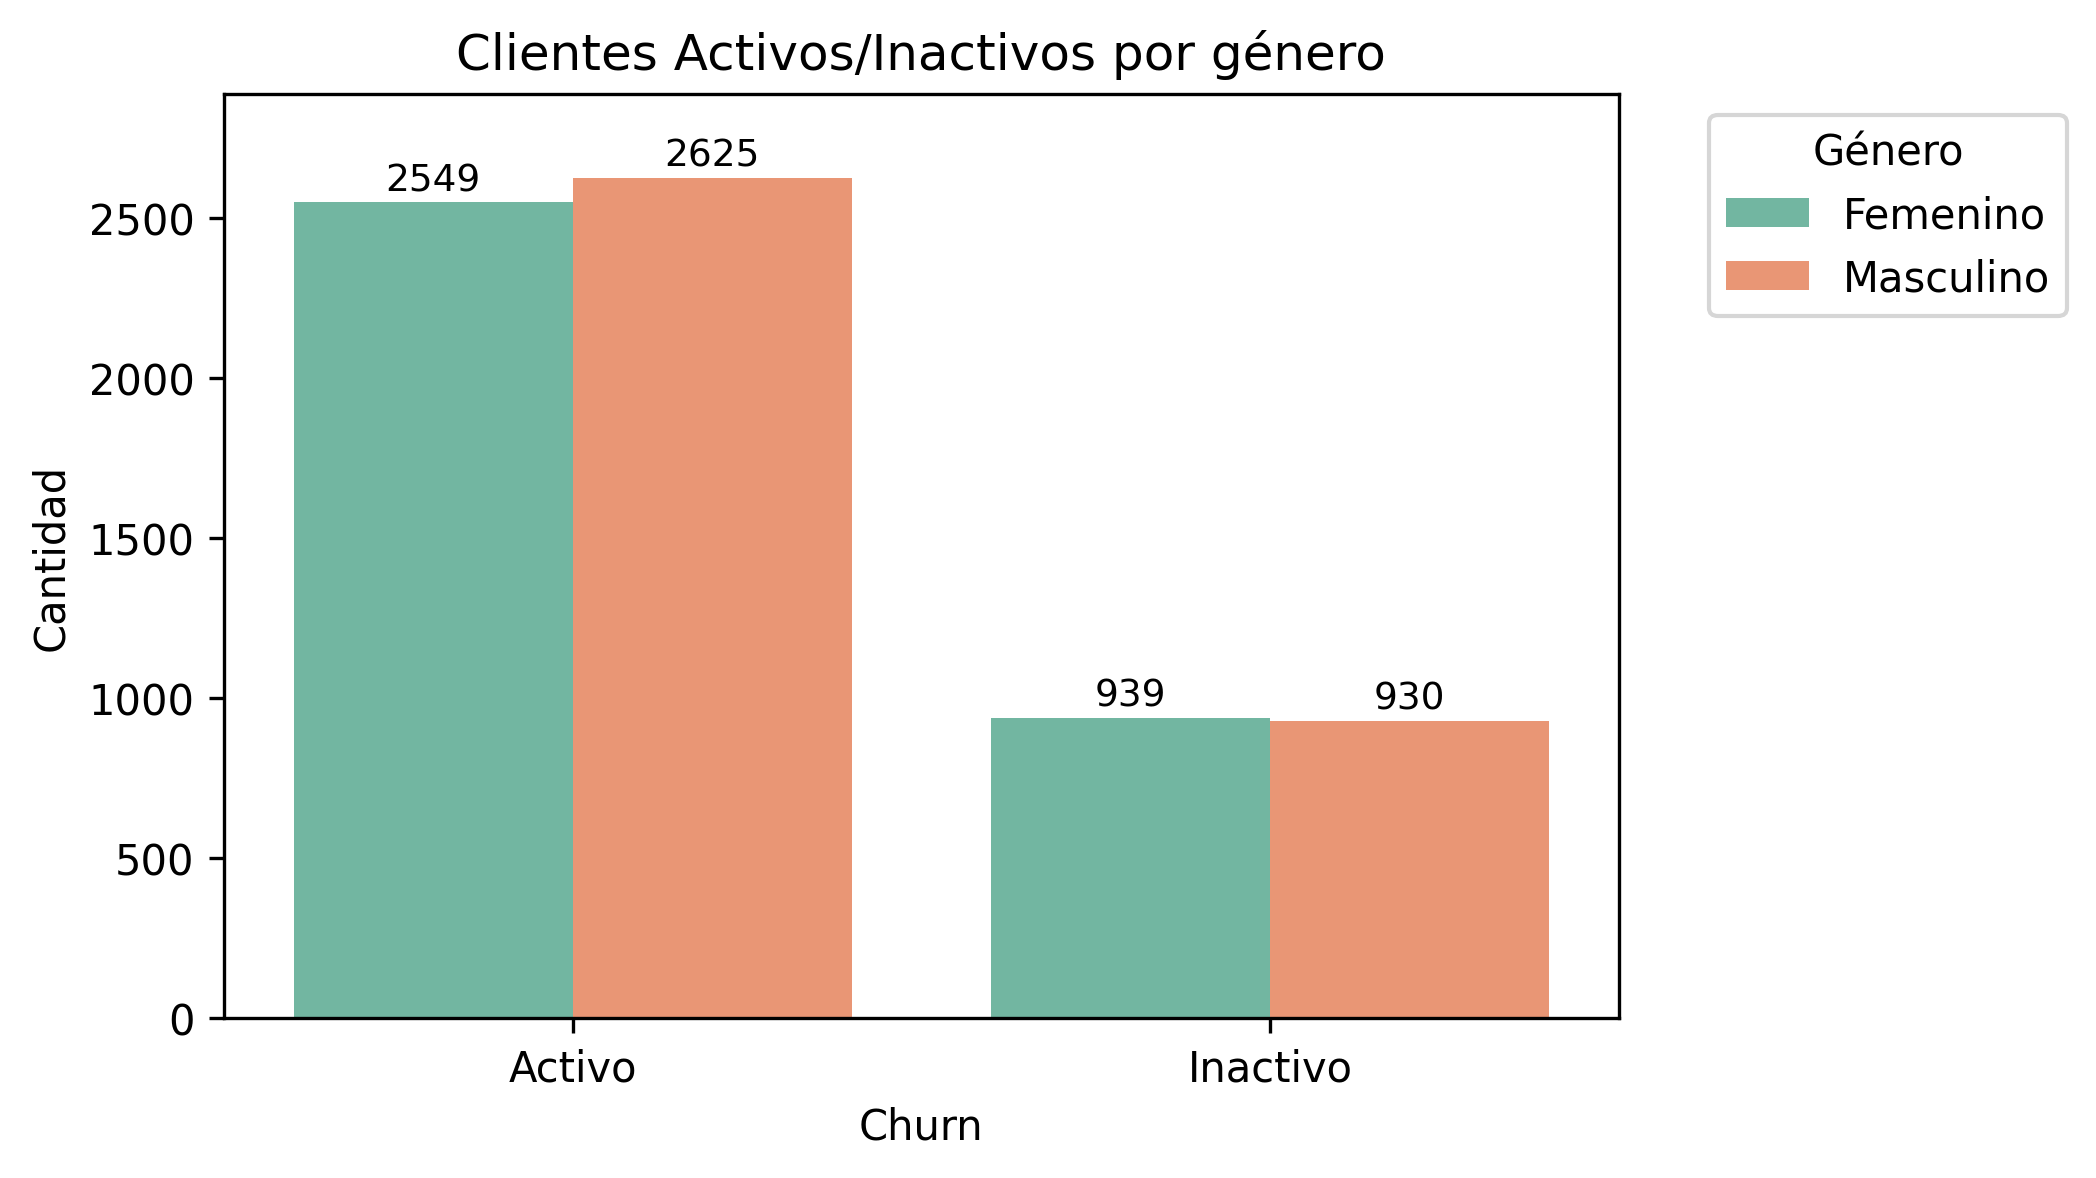 Clientes Activos/Inactivos por género
Género
Femenino
Masculino
Cantidad
2500
2000
1500
1000
500
0
2549
2625
939
930
Activo
Inactivo
Churn